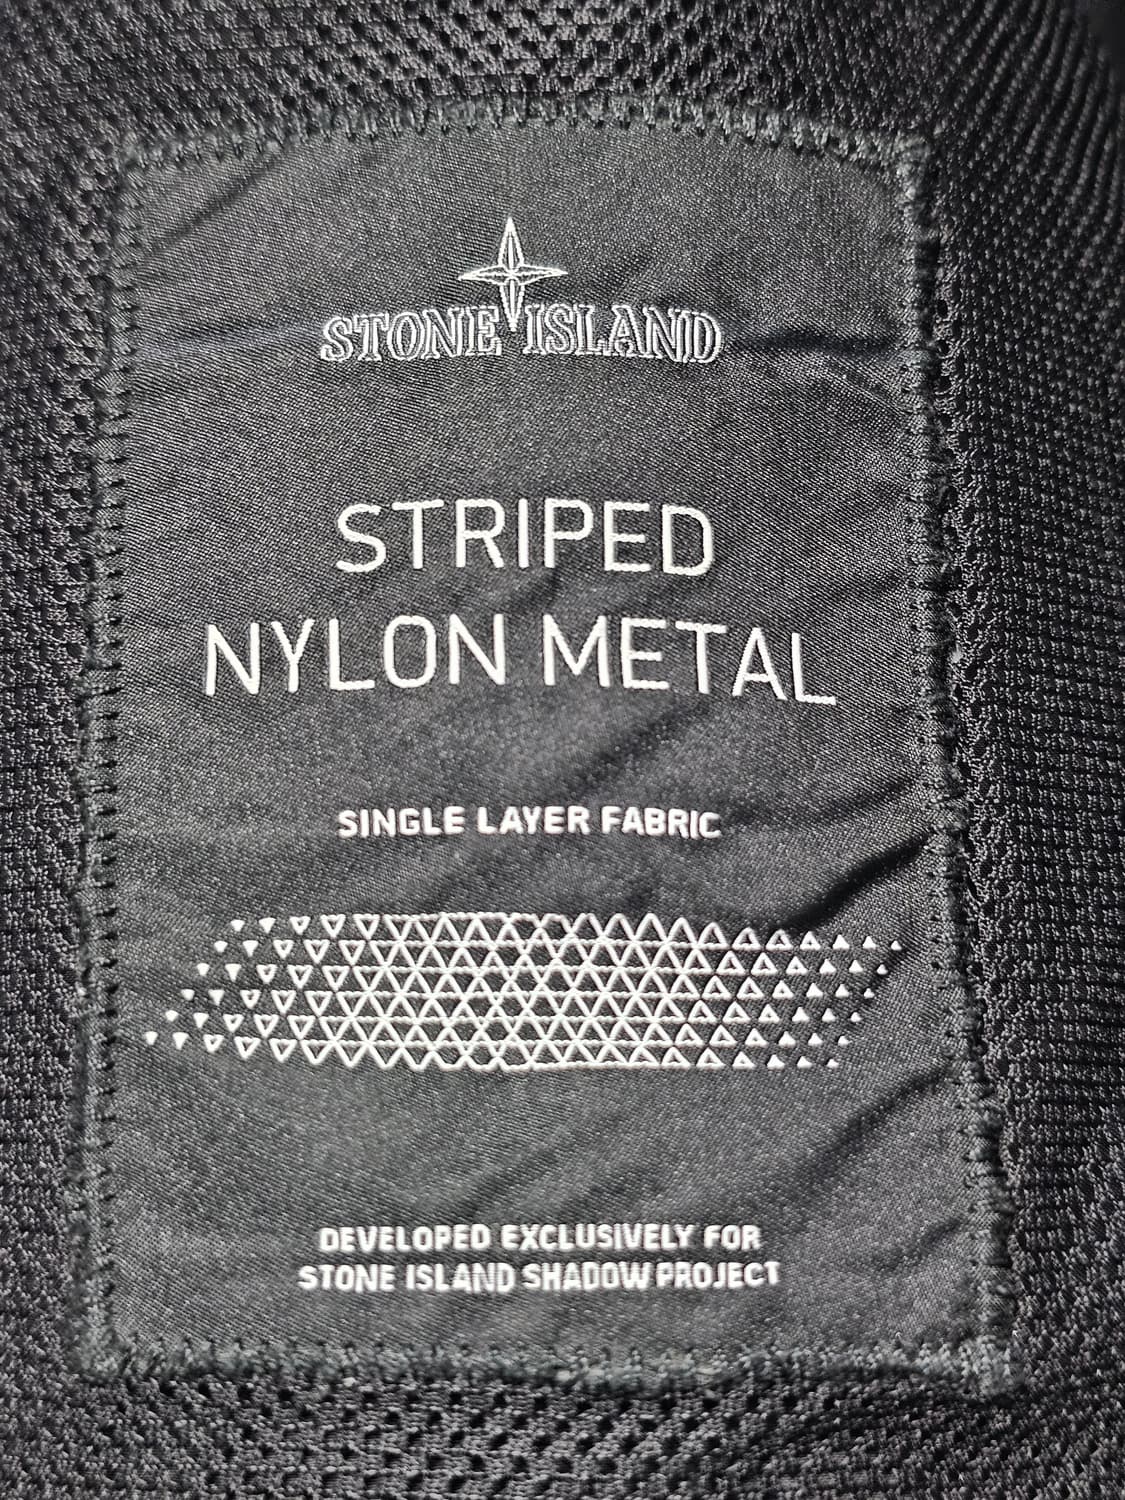 STONE ISLAND
STRIPED
NYLON METAL
SINGLE LAYER FABRIC
DEVELOPED EXCLUSIVELY FOR
STONE ISLAND SHADOW PROJECT